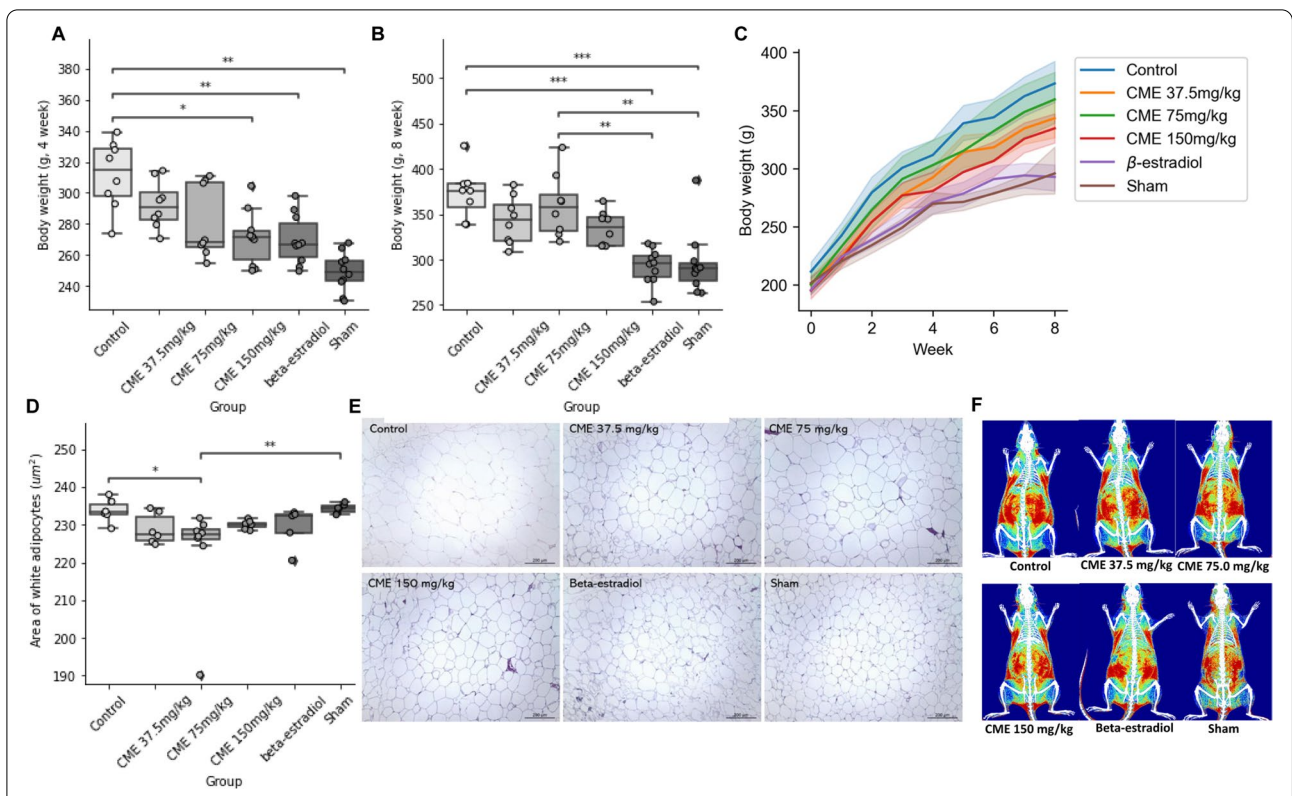 A
**
**
*
Body weight (g, 4 week)
380
360
340
320
300
280
260
240
Control
CME 37.5mg/kg
CME 75mg/kg
CME 150mg/kg
beta-estradiol
Sham
Group
B
***
***
**
**
Body weight (g, 8 week)
500
450
400
350
300
250
Control
CME 37.5mg/kg
CME 75mg/kg
CME 150mg/kg
beta-estradiol
Sham
Group
C
Body weight (g)
400
350
300
250
200
0
2
4
6
8
Week
Control
CME 37.5mg/kg
CME 75mg/kg
CME 150mg/kg
β-estradiol
Sham
D
*
**
Area of white adipocytes (um²)
250
240
230
220
210
200
190
Control
CME 37.5mg/kg
CME 75mg/kg
CME 150mg/kg
beta-estradiol
Sham
Group
E
Control
CME 37.5 mg/kg
CME 75 mg/kg
CME 150 mg/kg
Beta-estradiol
Sham
F
Control
CME 37.5 mg/kg
CME 75.0 mg/kg
CME 150 mg/kg
Beta-estradiol
Sham